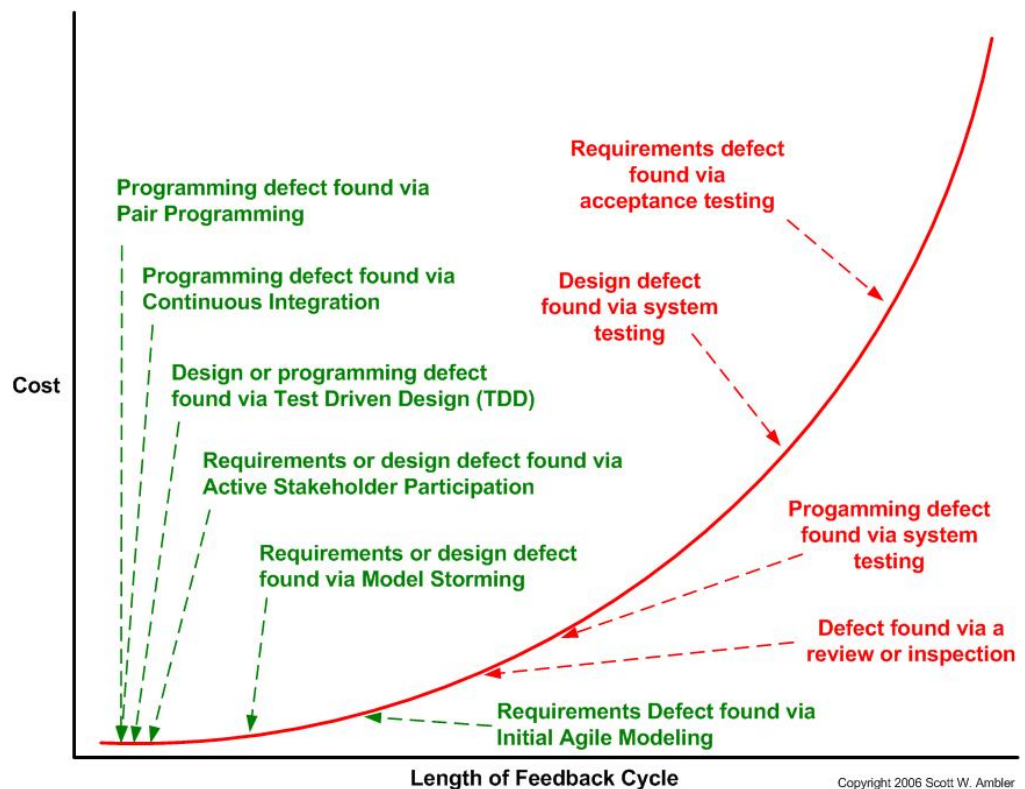 Requirements defect
found via
acceptance testing
Programming defect found via
Pair Programming
Programming defect found via
Continuous Integration
Design defect
found via system
testing
Cost
Design or programming defect
found via Test Driven Design (TDD)
Requirements or design defect found via
Active Stakeholder Participation
Progamming defect
found via system
testing
Requirements or design defect
found via Model Storming
Defect found via a
review or inspection
Requirements Defect found via
Initial Agile Modeling
Length of Feedback Cycle
Copyright 2006 Scott W. Ambler